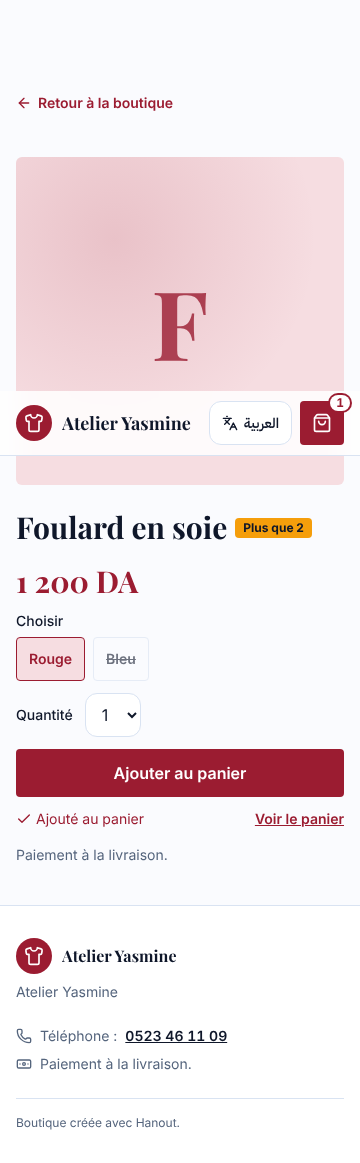 Retour à la boutique
F
Atelier Yasmine
العربية
1
Foulard en soie
Plus que 2
1 200 DA
Choisir
Rouge
Bleu
Quantité
1
Ajouter au panier
Ajouté au panier
Voir le panier
Paiement à la livraison.
Atelier Yasmine
Atelier Yasmine
Téléphone : 0523 46 11 09
Paiement à la livraison.
Boutique créée avec Hanout.